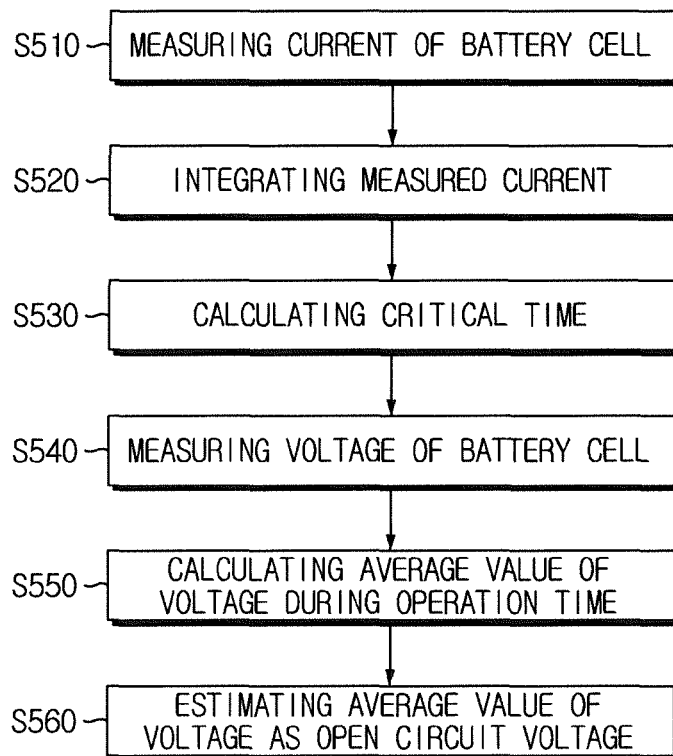 S510 MEASURING CURRENT OF BATTERY CELL
S520 INTEGRATING MEASURED CURRENT
S530 CALCULATING CRITICAL TIME
S540 MEASURING VOLTAGE OF BATTERY CELL
S550 CALCULATING AVERAGE VALUE OF
VOLTAGE DURING OPERATION TIME
S560 ESTIMATING AVERAGE VALUE OF
VOLTAGE AS OPEN CIRCUIT VOLTAGE